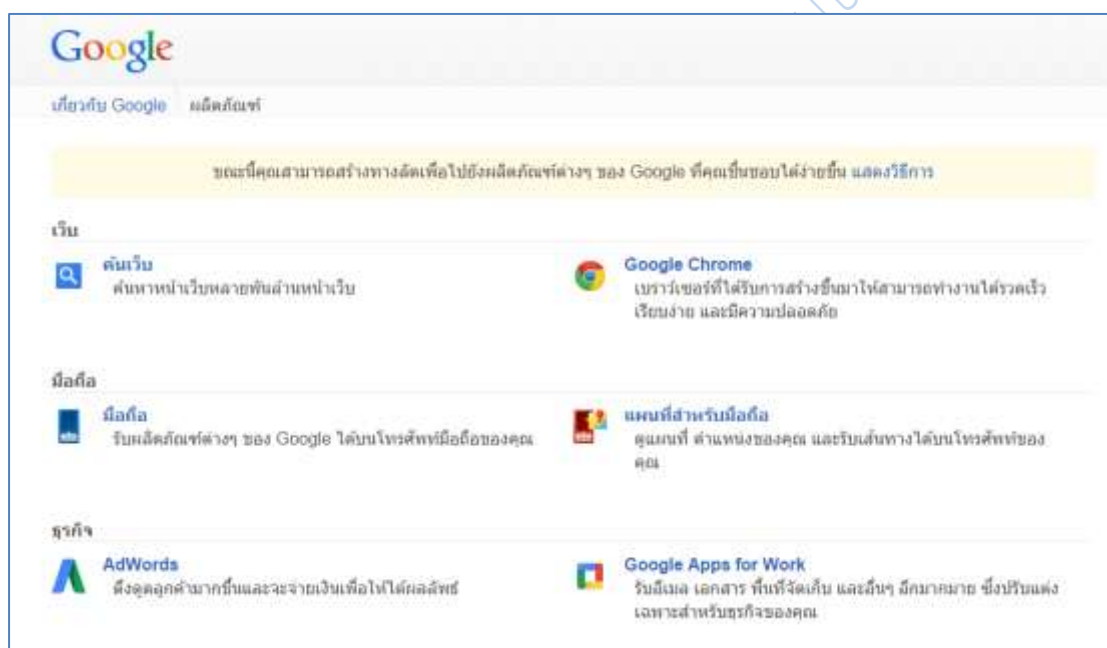 Google
เกี่ยวกับ Google ผลิตภัณฑ์
ขณะนี้คุณสามารถสร้างทางลัดเพื่อไปยังผลิตภัณฑ์ต่างๆ ของ Google ที่คุณชื่นชอบได้ง่ายขึ้น แสดงวิธีการ
เว็บ
ค้นเว็บ
ค้นหาหน้าเว็บหลายพันล้านหน้าเว็บ
Google Chrome
เบราว์เซอร์ที่ได้รับการสร้างขึ้นมาให้สามารถทำงานได้รวดเร็ว
เรียบง่าย และมีความปลอดภัย
มือถือ
มือถือ
รับผลิตภัณฑ์ต่างๆ ของ Google ได้บนโทรศัพท์มือถือของคุณ
แผนที่สำหรับมือถือ
ดูแผนที่ ตำแหน่งของคุณ และรับเส้นทางได้บนโทรศัพท์ของ
คุณ
ธุรกิจ
AdWords
ดึงดูดลูกค้ามากขึ้นและจะจ่ายเงินเพื่อให้ได้ผลลัพธ์
Google Apps for Work
รับอีเมล เอกสาร พื้นที่จัดเก็บ และอื่นๆ อีกมากมาย ซึ่งปรับแต่ง
เฉพาะสำหรับธุรกิจของคุณ